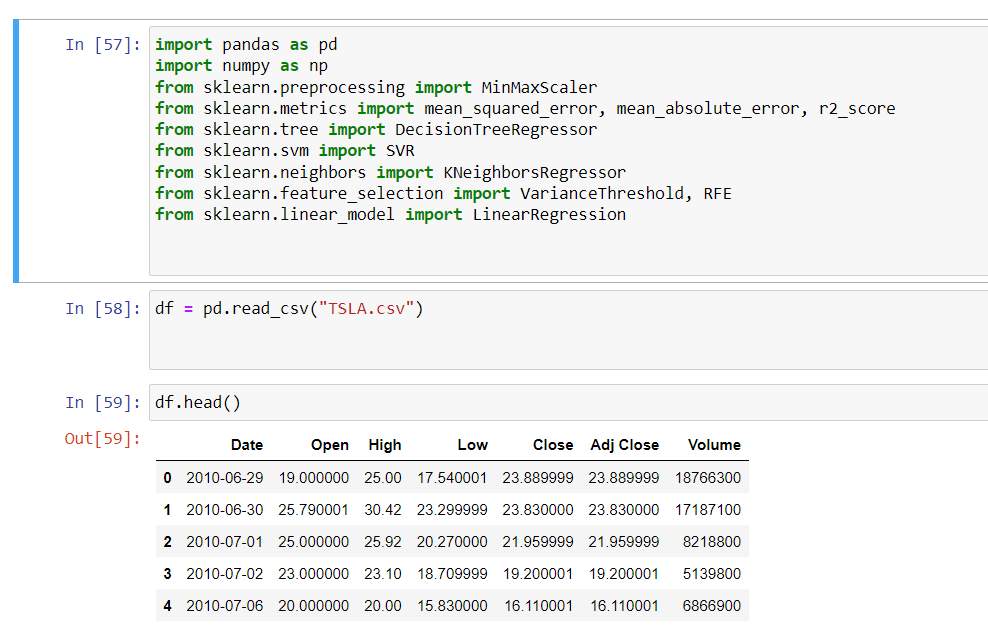 In [57]: import pandas as pd
import numpy as np
from sklearn.preprocessing import MinMaxScaler
from sklearn.metrics import mean_squared_error, mean_absolute_error, r2_score
from sklearn.tree import DecisionTreeRegressor
from sklearn.svm import SVR
from sklearn.neighbors import KNeighborsRegressor
from sklearn.feature_selection import VarianceThreshold, RFE
from sklearn.linear_model import LinearRegression
In [58]: df = pd.read_csv("TSLA.csv")
In [59]: df.head()
Out[59]:
Date Open High Low Close Adj Close Volume
0 2010-06-29 19.000000 25.00 17.540001 23.889999 23.889999 18766300
1 2010-06-30 25.790001 30.42 23.299999 23.830000 23.830000 17187100
2 2010-07-01 25.000000 25.92 20.270000 21.959999 21.959999 8218800
3 2010-07-02 23.000000 23.10 18.709999 19.200001 19.200001 5139800
4 2010-07-06 20.000000 20.00 15.830000 16.110001 16.110001 6866900